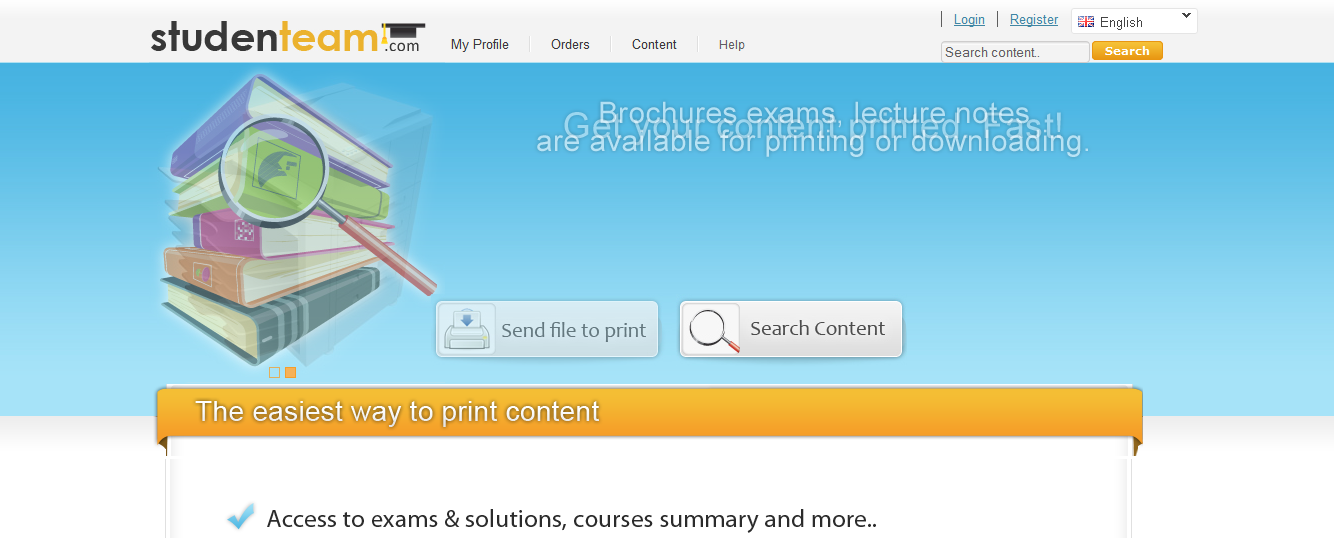 studenteam.com
My Profile
Orders
Content
Help
Login
Register
English
Search content..
Search
Brochures exams, lecture notes
Get your content printed. Fast!
are available for printing or downloading.
Send file to print
Search Content
The easiest way to print content
Access to exams & solutions, courses summary and more..